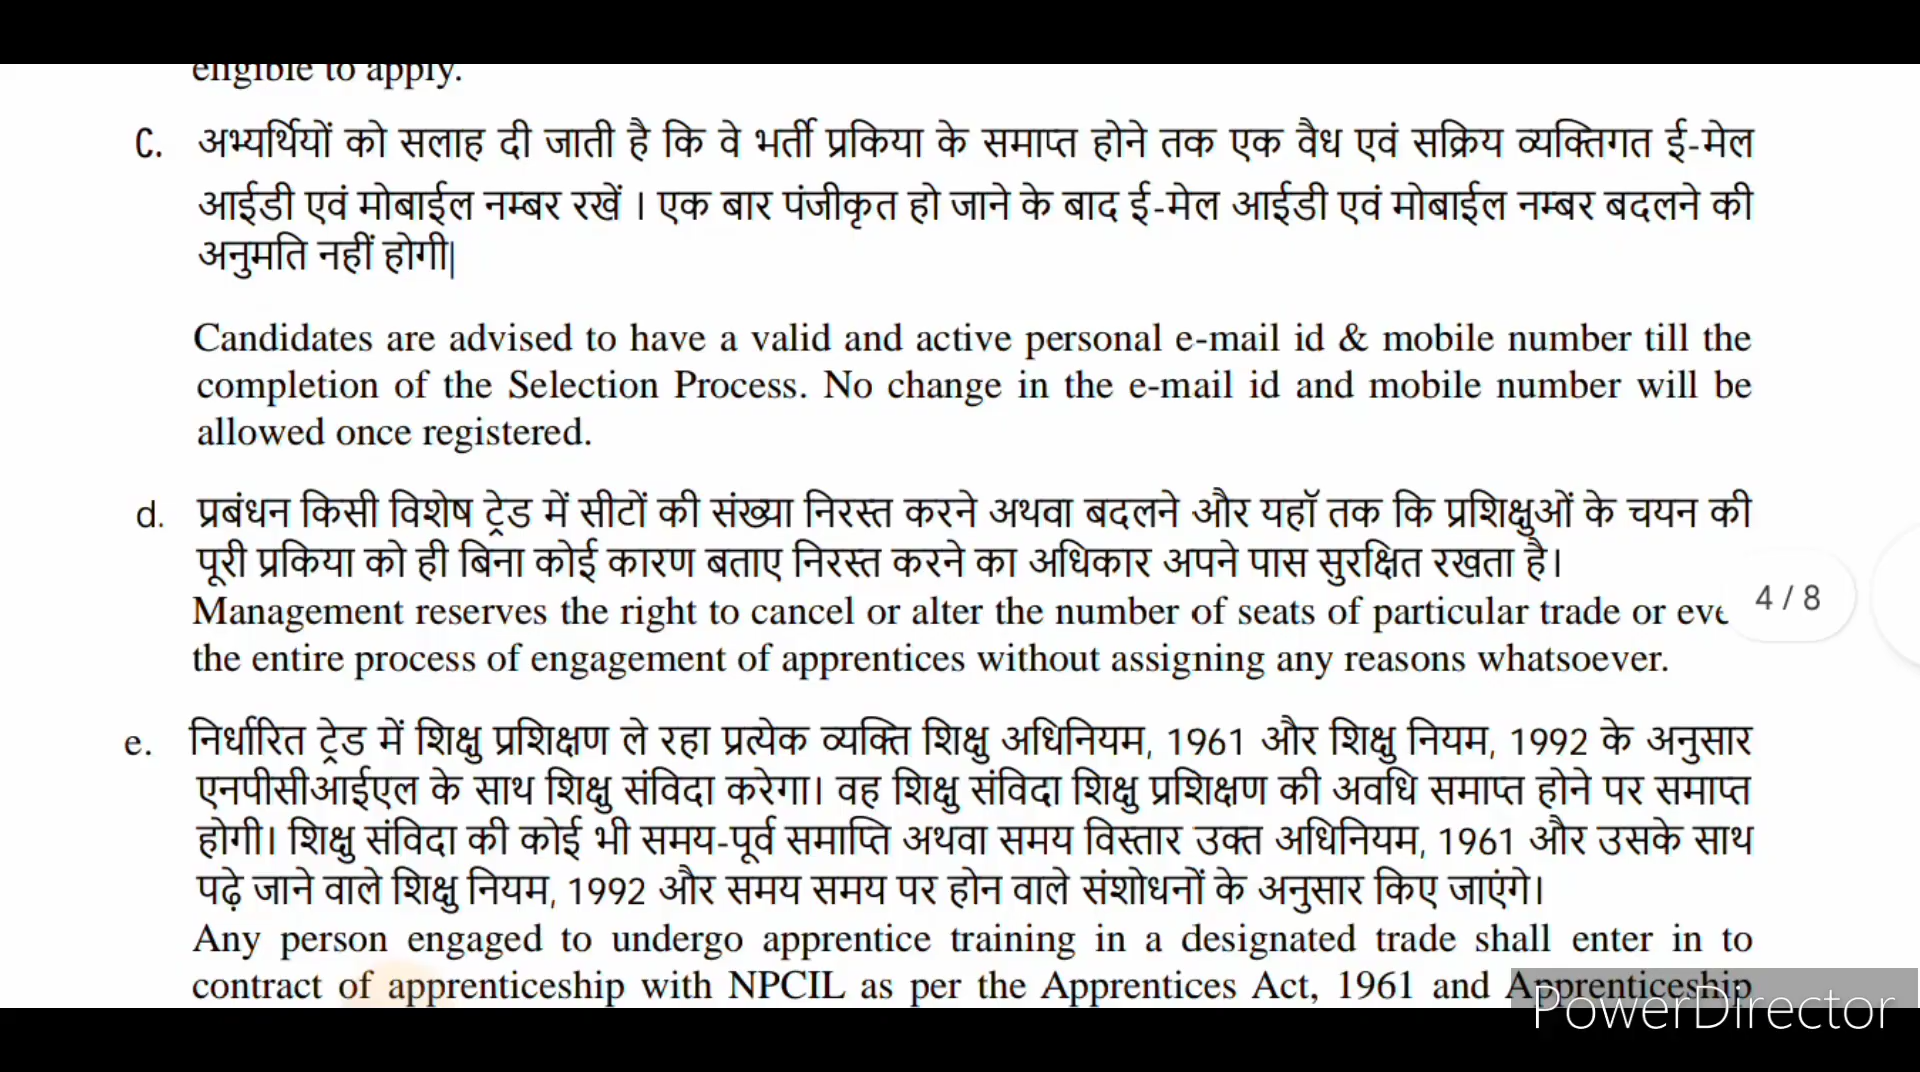 eligible to apply.
C. अभ्यर्थियों को सलाह दी जाती है कि वे भर्ती प्रकिया के समाप्त होने तक एक वैध एवं सक्रिय व्यक्तिगत ई-मेल
आईडी एवं मोबाईल नम्बर रखें । एक बार पंजीकृत हो जाने के बाद ई-मेल आईडी एवं मोबाईल नम्बर बदलने की
अनुमति नहीं होगी|
Candidates are advised to have a valid and active personal e-mail id & mobile number till the
completion of the Selection Process. No change in the e-mail id and mobile number will be
allowed once registered.
d. प्रबंधन किसी विशेष ट्रेड में सीटों की संख्या निरस्त करने अथवा बदलने और यहॉ तक कि प्रशिक्षुओं के चयन की
पूरी प्रकिया को ही बिना कोई कारण बताए निरस्त करने का अधिकार अपने पास सुरक्षित रखता है।
Management reserves the right to cancel or alter the number of seats of particular trade or eve
4 / 8
the entire process of engagement of apprentices without assigning any reasons whatsoever.
e. निर्धारित ट्रेड में शिक्षु प्रशिक्षण ले रहा प्रत्येक व्यक्ति शिक्षु अधिनियम, 1961 और शिक्षु नियम, 1992 के अनुसार
एनपीसीआईएल के साथ शिक्षु संविदा करेगा। वह शिक्षु संविदा शिक्षु प्रशिक्षण की अवधि समाप्त होने पर समाप्त
होगी। शिक्षु संविदा की कोई भी समय-पूर्व समाप्ति अथवा समय विस्तार उक्त अधिनियम, 1961 और उसके साथ
पढ़े जाने वाले शिक्षु नियम, 1992 और समय समय पर होन वाले संशोधनों के अनुसार किए जाएंगे।
Any person engaged to undergo apprentice training in a designated trade shall enter in to
contract of apprenticeship with NPCIL as per the Apprentices Act, 1961 and Apprenticeship
PowerDirector